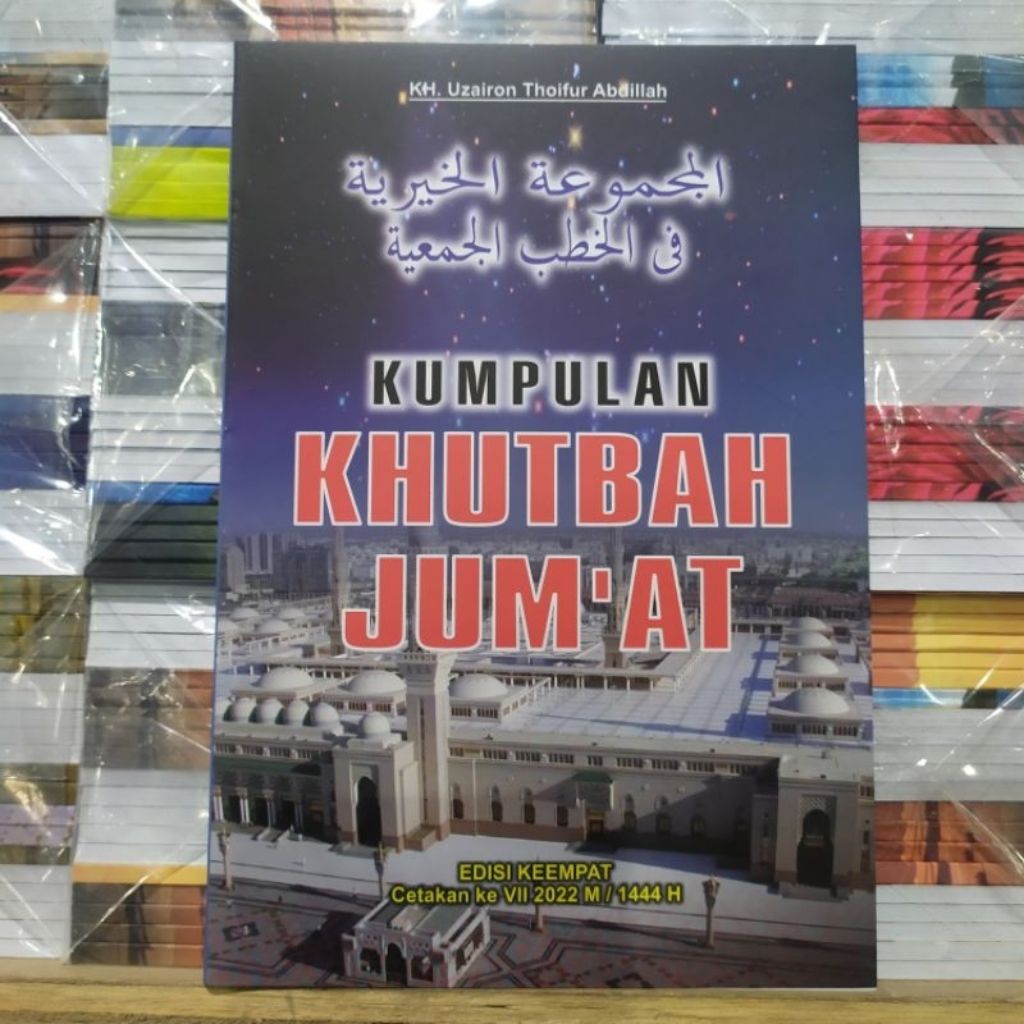 KH. Uzairon Thoifur Abdillah
المجموعة الخيرية
فى الخطب الجمعية
KUMPULAN
KHUTBAH
JUM'AT
EDISI KEEMPAT
Cetakan ke VII 2022 M / 1444 H